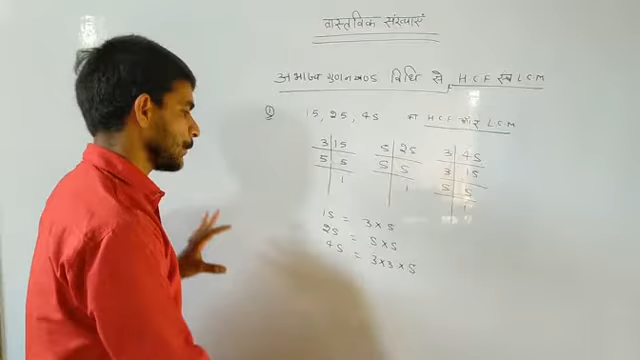 वास्तविक संख्याएं
अभाज्य गुणनखण्ड विधि से HCF एवं LCM
① 15, 25, 45 का HCF और LCM
3 | 15 5 | 25 3 | 45
5 | 5 5 | 5 3 | 15
1 1 5 | 5
1
15 = 3×5
25 = 5×5
45 = 3×3×5